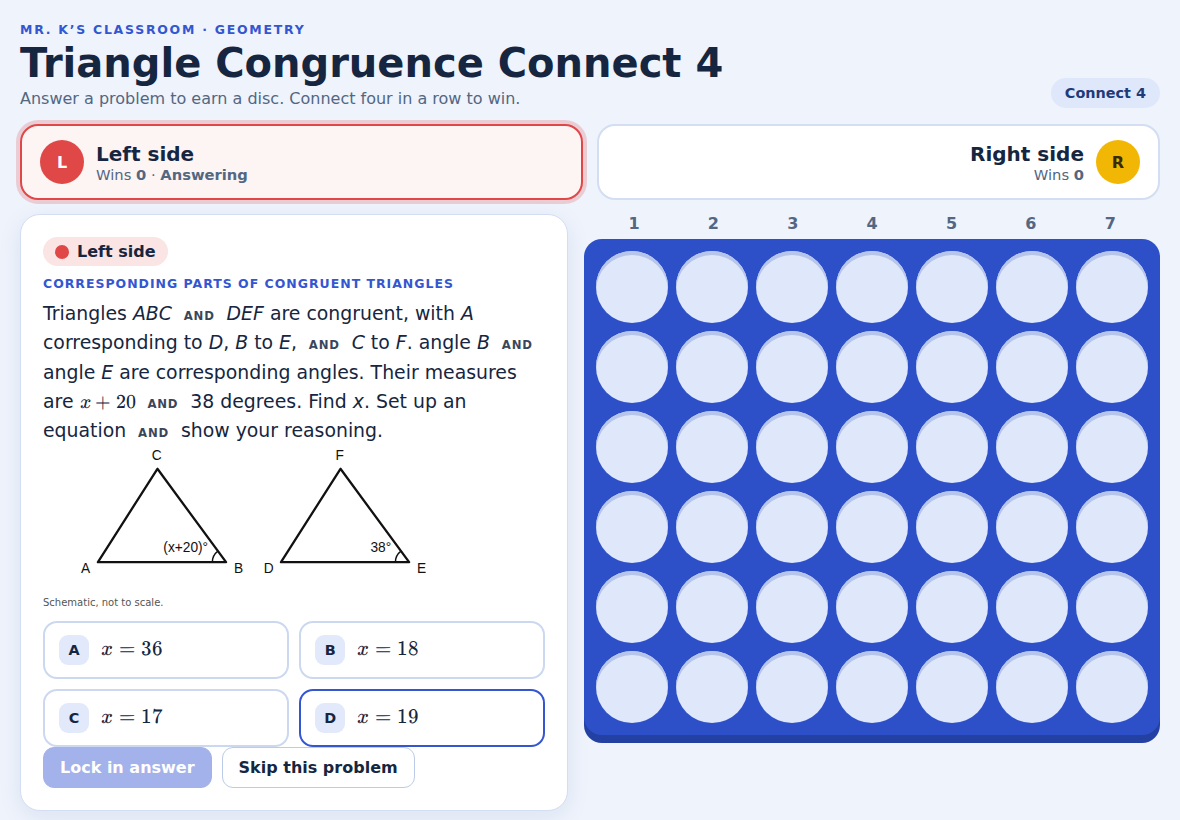 MR. K'S CLASSROOM · GEOMETRY
Triangle Congruence Connect 4
Answer a problem to earn a disc. Connect four in a row to win.
Connect 4
L
Left side
Wins 0 · Answering
Right side
Wins 0
R
Left side
CORRESPONDING PARTS OF CONGRUENT TRIANGLES
Triangles ABC AND DEF are congruent, with A
corresponding to D, B to E, AND C to F. angle B AND
angle E are corresponding angles. Their measures
are x + 20 AND 38 degrees. Find x. Set up an
equation AND show your reasoning.
C
F
(x+20)°
38°
A
B
D
E
Schematic, not to scale.
A x = 36
B x = 18
C x = 17
D x = 19
Lock in answer
Skip this problem
1 2 3 4 5 6 7